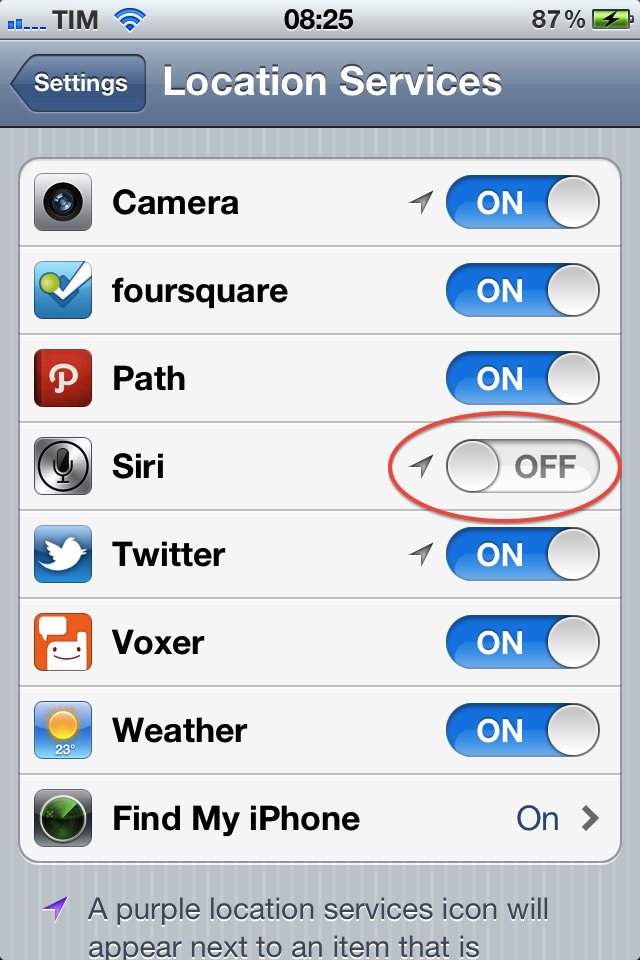 TIM 08:25 87%
Settings Location Services
Camera ON
foursquare ON
Path ON
Siri OFF
Twitter ON
Voxer ON
23°
Weather ON
Find My iPhone On
A purple location services icon will
appear next to an item that is